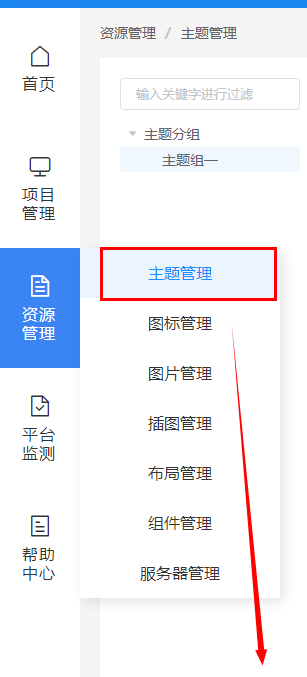 资源管理 / 主题管理
首页
输入关键字进行过滤
主题分组
主题组一
项目
管理
资源
管理
主题管理
图标管理
图片管理
插图管理
布局管理
组件管理
服务器管理
平台
监测
帮助
中心